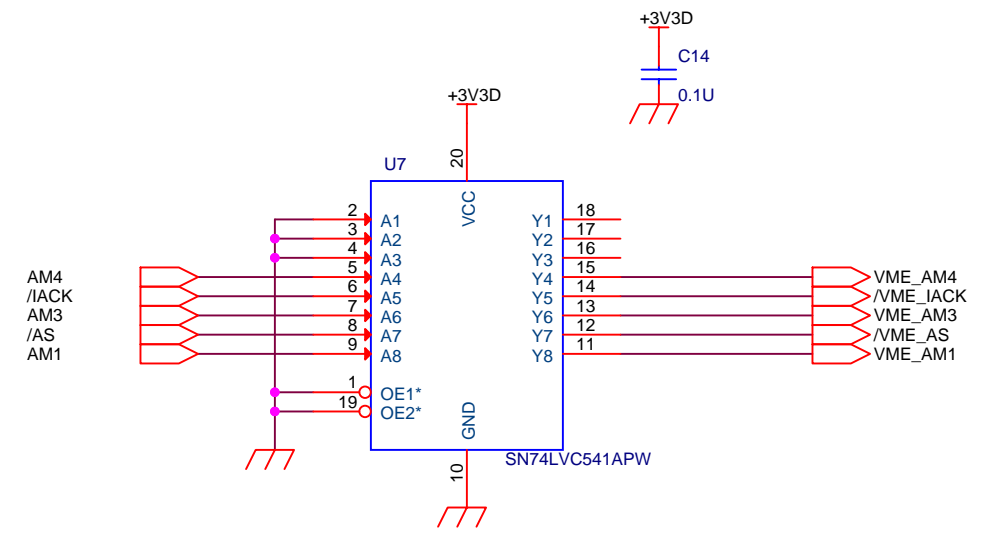 +3V3D
C14
0.1U
+3V3D
20
U7
VCC
2 A1 Y1 18
3 A2 Y2 17
4 A3 Y3 16
AM4 5 A4 Y4 15 VME_AM4
/IACK 6 A5 Y5 14 /VME_IACK
AM3 7 A6 Y6 13 VME_AM3
/AS 8 A7 Y7 12 /VME_AS
AM1 9 A8 Y8 11 VME_AM1
1 OE1*
19 OE2*
GND
SN74LVC541APW
10